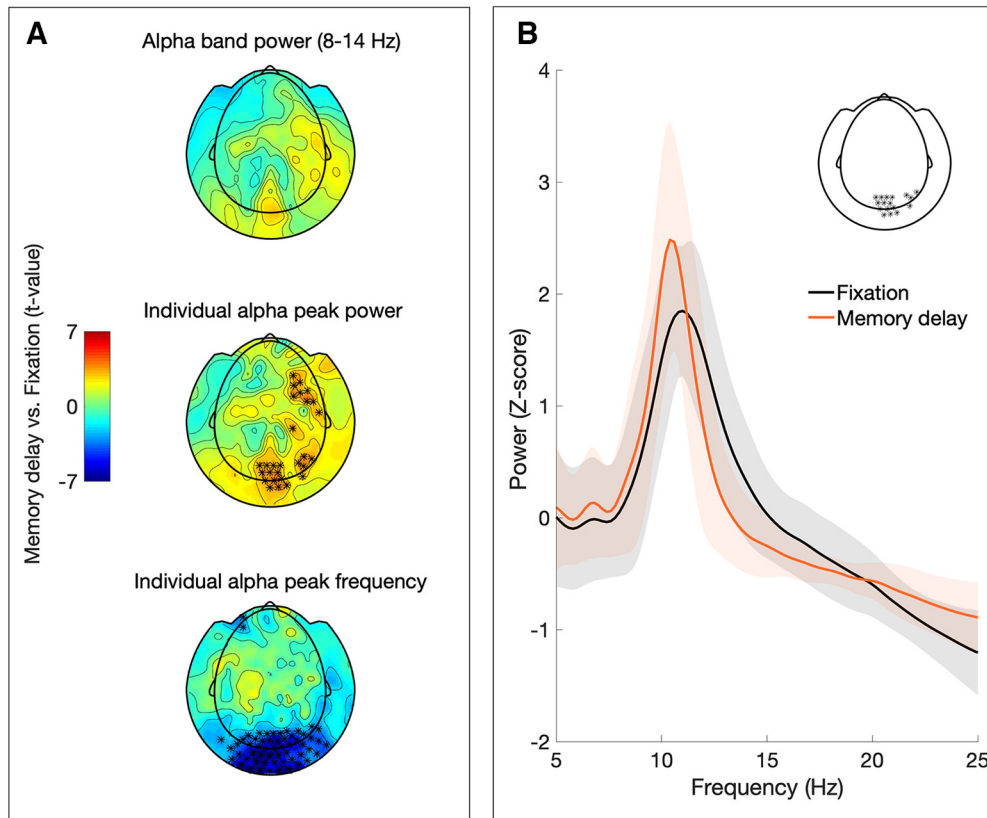 A
Alpha band power (8-14 Hz)
Individual alpha peak power
Memory delay vs. Fixation (t-value)
7
0
-7
Individual alpha peak frequency
B
4
3
2
1
0
-1
-2
Power (Z-score)
Fixation
Memory delay
5
10
15
20
25
Frequency (Hz)